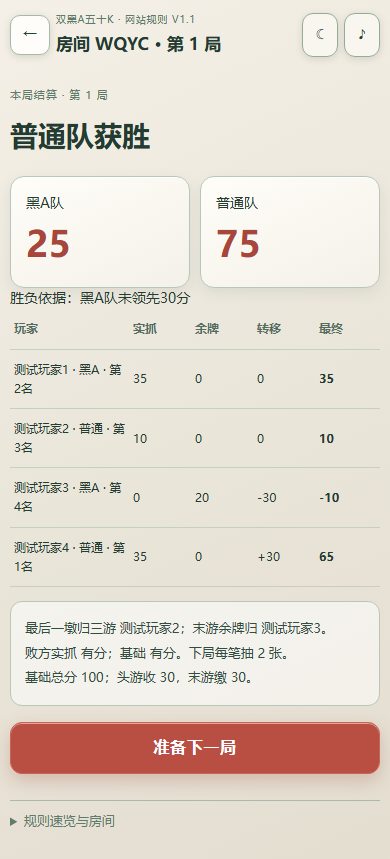 ←
双黑A五十K · 网站规则 V1.1
房间 WQYC • 第 1 局
☾
♪
本局结算 · 第 1 局
普通队获胜
黑A队 普通队
25 75
胜负依据：黑A队未领先30分
玩家 实抓 余牌 转移 最终
测试玩家1 · 黑A · 第
2名 35 0 0 35
测试玩家2 · 普通 · 第
3名 10 0 0 10
测试玩家3 · 黑A · 第
4名 0 20 -30 -10
测试玩家4 · 普通 · 第
1名 35 0 +30 65
最后一墩归三游 测试玩家2；末游余牌归 测试玩家3。
败方实抓 有分；基础 有分。下局每笔抽 2 张。
基础总分 100；头游收 30，末游缴 30。
准备下一局
▶ 规则速览与房间